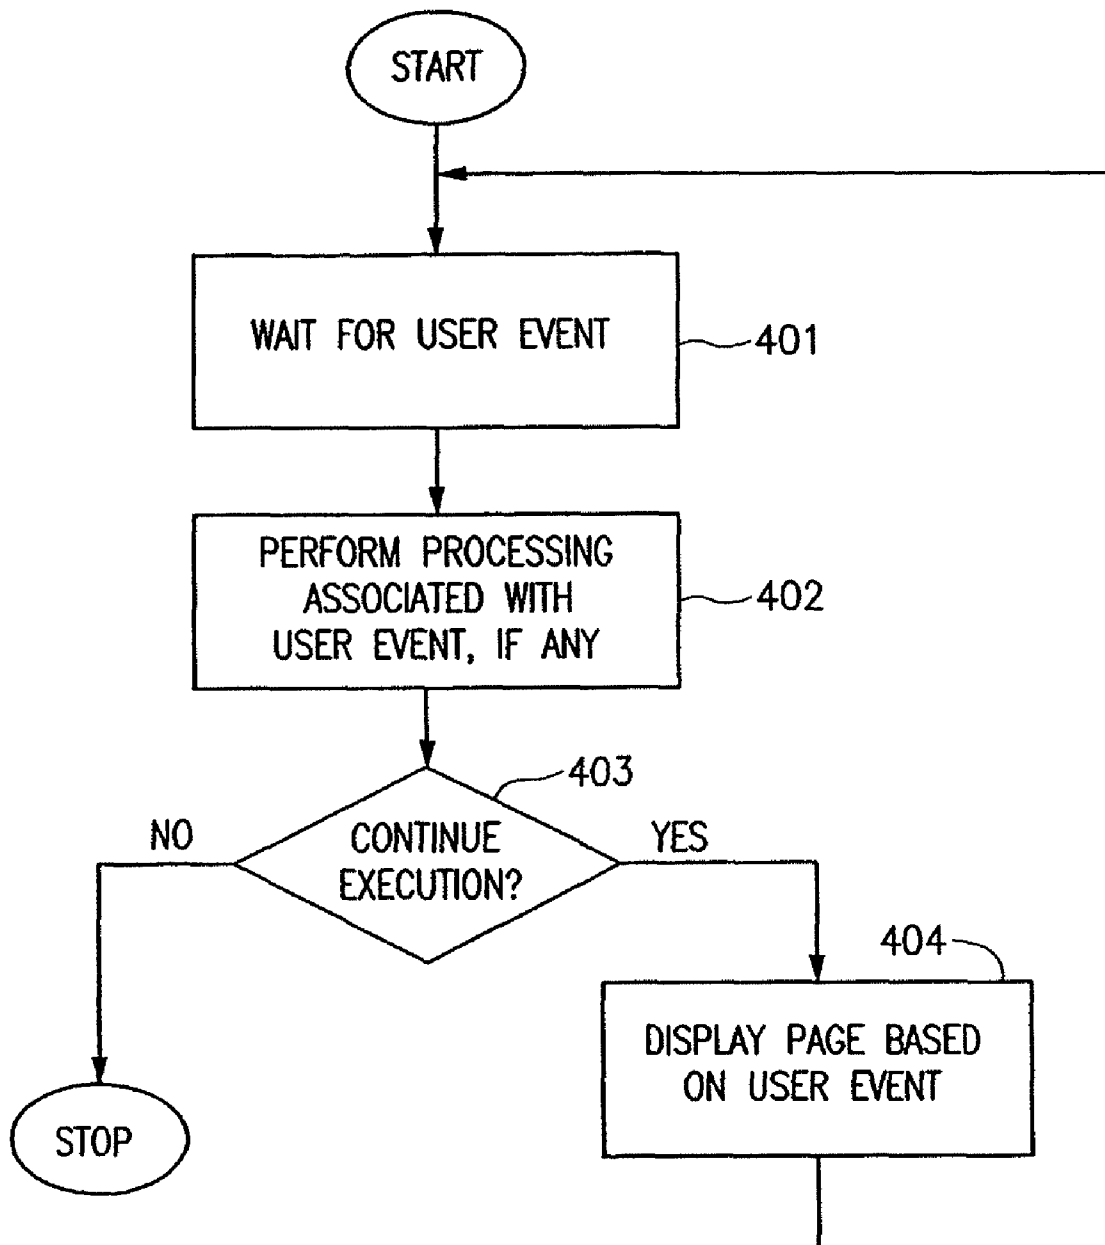 START
WAIT FOR USER EVENT
401
PERFORM PROCESSING
ASSOCIATED WITH
USER EVENT, IF ANY
402
403
NO
CONTINUE
EXECUTION?
YES
404
DISPLAY PAGE BASED
ON USER EVENT
STOP